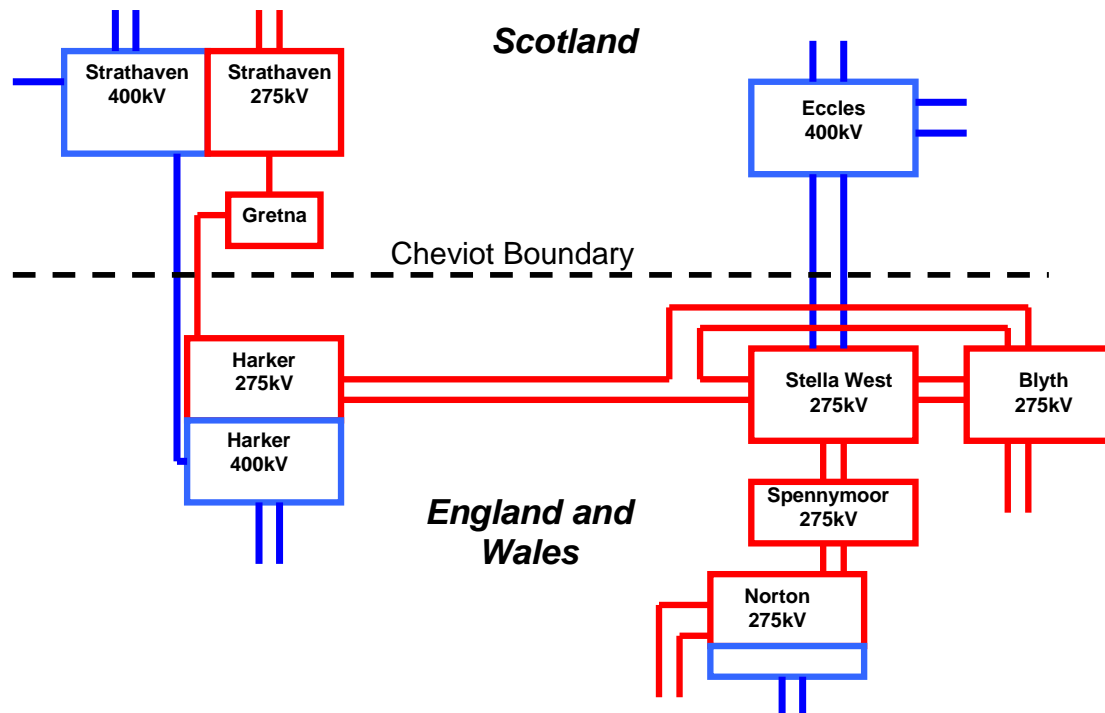 Scotland
Strathaven
400kV
Strathaven
275kV
Eccles
400kV
Gretna
Cheviot Boundary
Harker
275kV
Stella West
275kV
Blyth
275kV
Harker
400kV
Spennymoor
275kV
England and
Wales
Norton
275kV